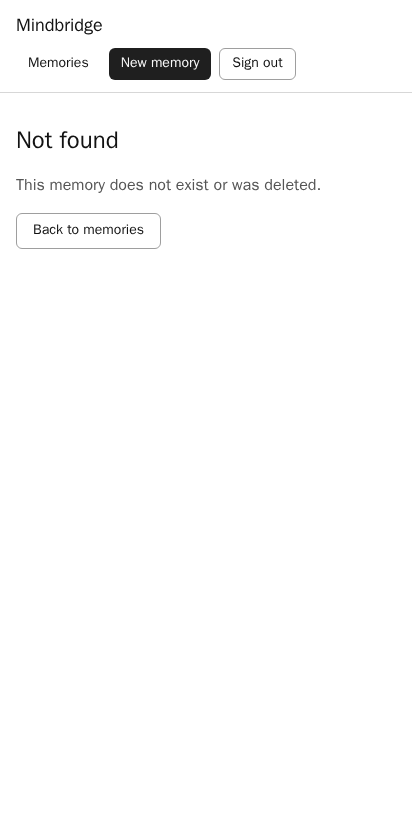 Mindbridge
Memories New memory Sign out
Not found
This memory does not exist or was deleted.
Back to memories